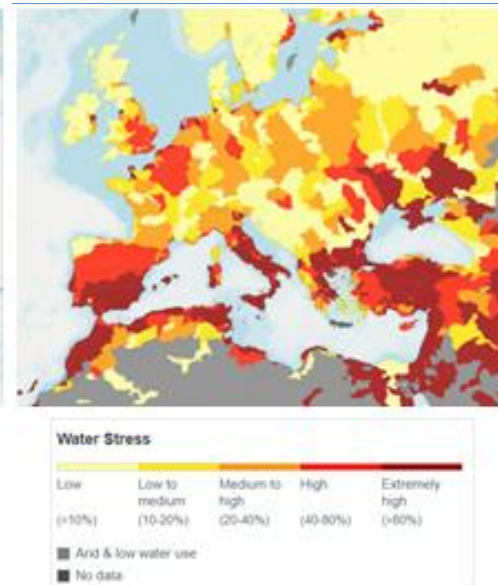 Water Stress
Low
Low to medium
Medium to high
High
Extremely high
(<10%)
(10-20%)
(20-40%)
(40-80%)
(>80%)
Arid & low water use
No data